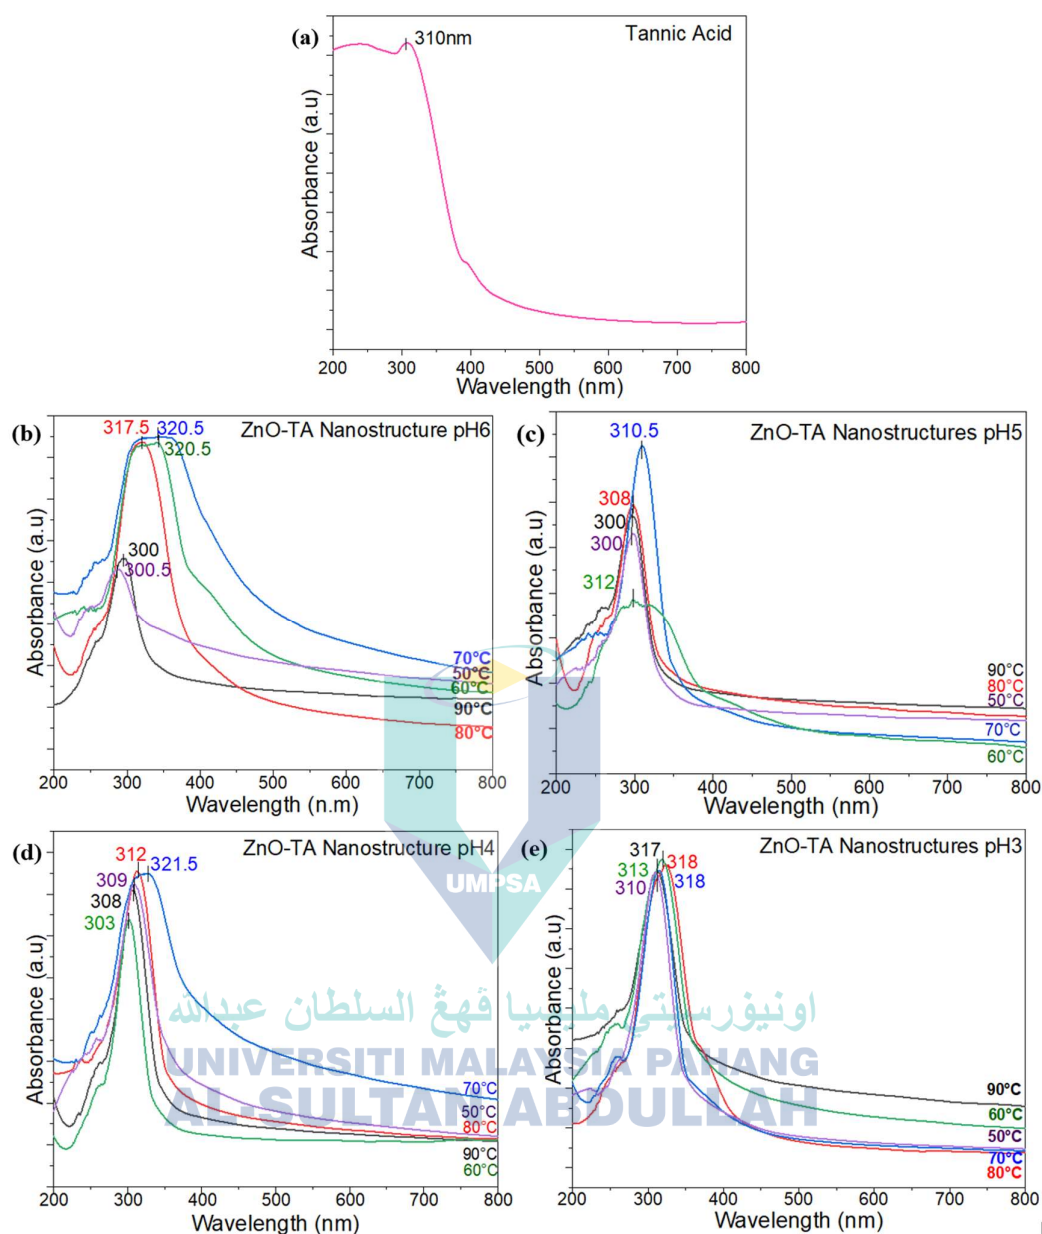 (a)
310nm
Tannic Acid
Absorbance (a.u)
200 300 400 500 600 700 800
Wavelength (nm)
(b)
317.5 320.5
320.5
ZnO-TA Nanostructure pH6
300
300.5
Absorbance (a.u)
70°C
50°C
60°C
90°C
80°C
200 300 400 500 600 700 800
Wavelength (n.m)
(c)
310.5
ZnO-TA Nanostructures pH5
308
300
300
312
Absorbance (a.u)
90°C
80°C
50°C
70°C
60°C
200 300 400 500 600 700 800
Wavelength (nm)
(d)
312
321.5
ZnO-TA Nanostructure pH4
309
308
303
Absorbance (a.u)
70°C
50°C
80°C
90°C
60°C
200 300 400 500 600 700 800
Wavelength (nm)
(e)
317
318
ZnO-TA Nanostructures pH3
313
318
310
Absorbance (a.u)
90°C
60°C
50°C
70°C
80°C
200 300 400 500 600 700 800
Wavelength (nm)
UMPSA
اونيۏرسيتي مليسيا ڤهڠ السلطان عبدالله
UNIVERSITI MALAYSIA PAHANG
AL-SULTAN ABDULLAH